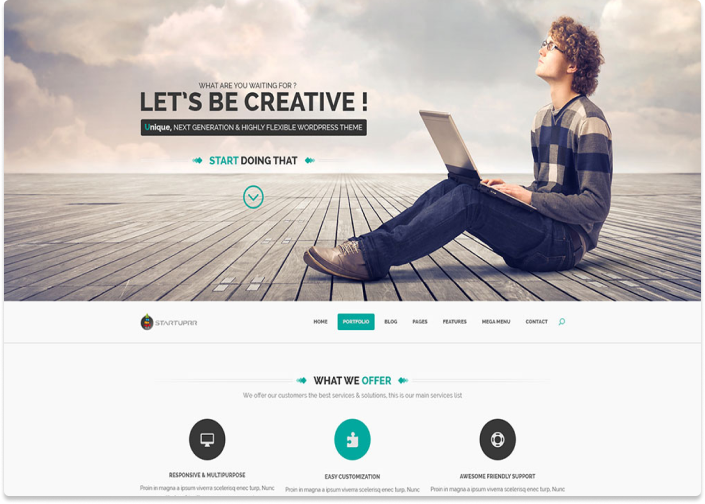 WHAT ARE YOU WAITING FOR ?
LET'S BE CREATIVE !
Unique, NEXT GENERATION & HIGHLY FLEXIBLE WORDPRESS THEME
START DOING THAT
STARTUPRR
HOME PORTFOLIO BLOG PAGES FEATURES MEGA MENU CONTACT
WHAT WE OFFER
We offer our customers the best services & solutions, this is our main services list
RESPONSIVE & MULTIPURPOSE EASY CUSTOMIZATION AWESOME FRIENDLY SUPPORT
Proin in magna a ipsum viverra scelerisq enec turp, Nunc Proin in magna a ipsum viverra scelerisq enec turp, Nunc Proin in magna a ipsum viverra scelerisq enec turp, Nunc